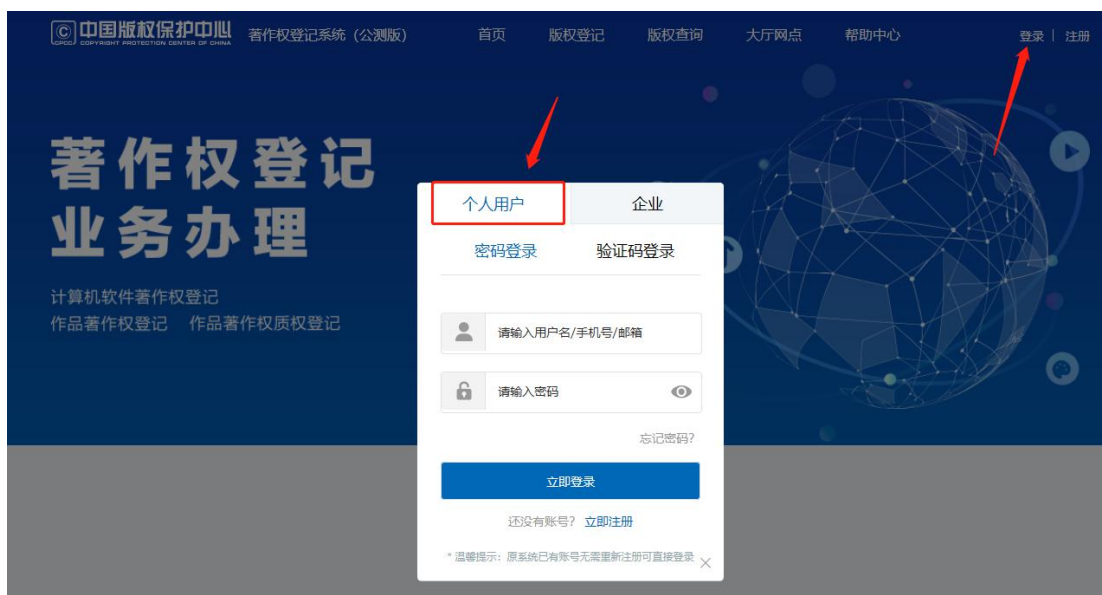 中国版权保护中心 著作权登记系统（公测版） 首页 版权登记 版权查询 大厅网点 帮助中心 登录 | 注册
CPCC COPYRIGHT PROTECTION CENTER OF CHINA
著作权登记
业务办理
计算机软件著作权登记
作品著作权登记 作品著作权质权登记
个人用户 企业
密码登录 验证码登录
请输入用户名/手机号/邮箱
请输入密码
忘记密码?
立即登录
还没有账号? 立即注册
* 温馨提示：原系统已有账号无需重新注册可直接登录